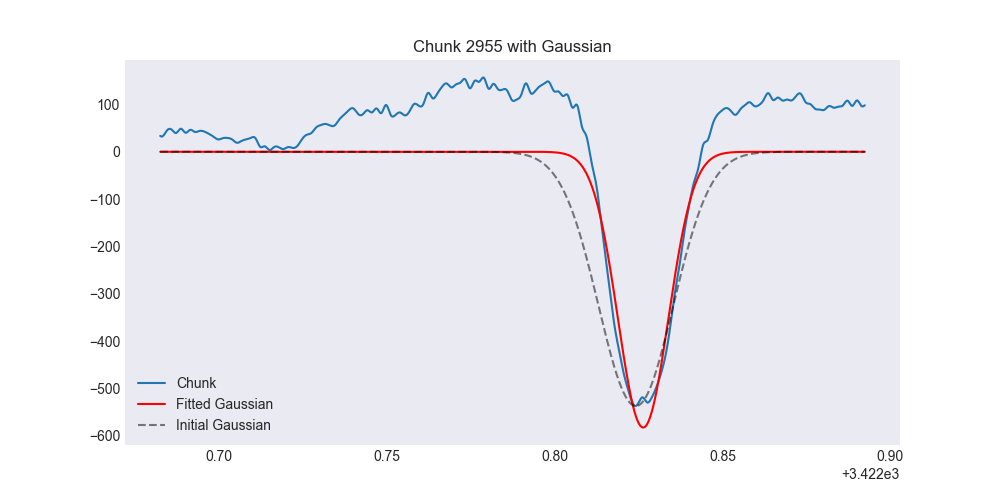 Chunk 2955 with Gaussian
100
0
−100
−200
−300
−400
−500
−600
Chunk
Fitted Gaussian
Initial Gaussian
0.70 0.75 0.80 0.85 0.90
+3.422e3